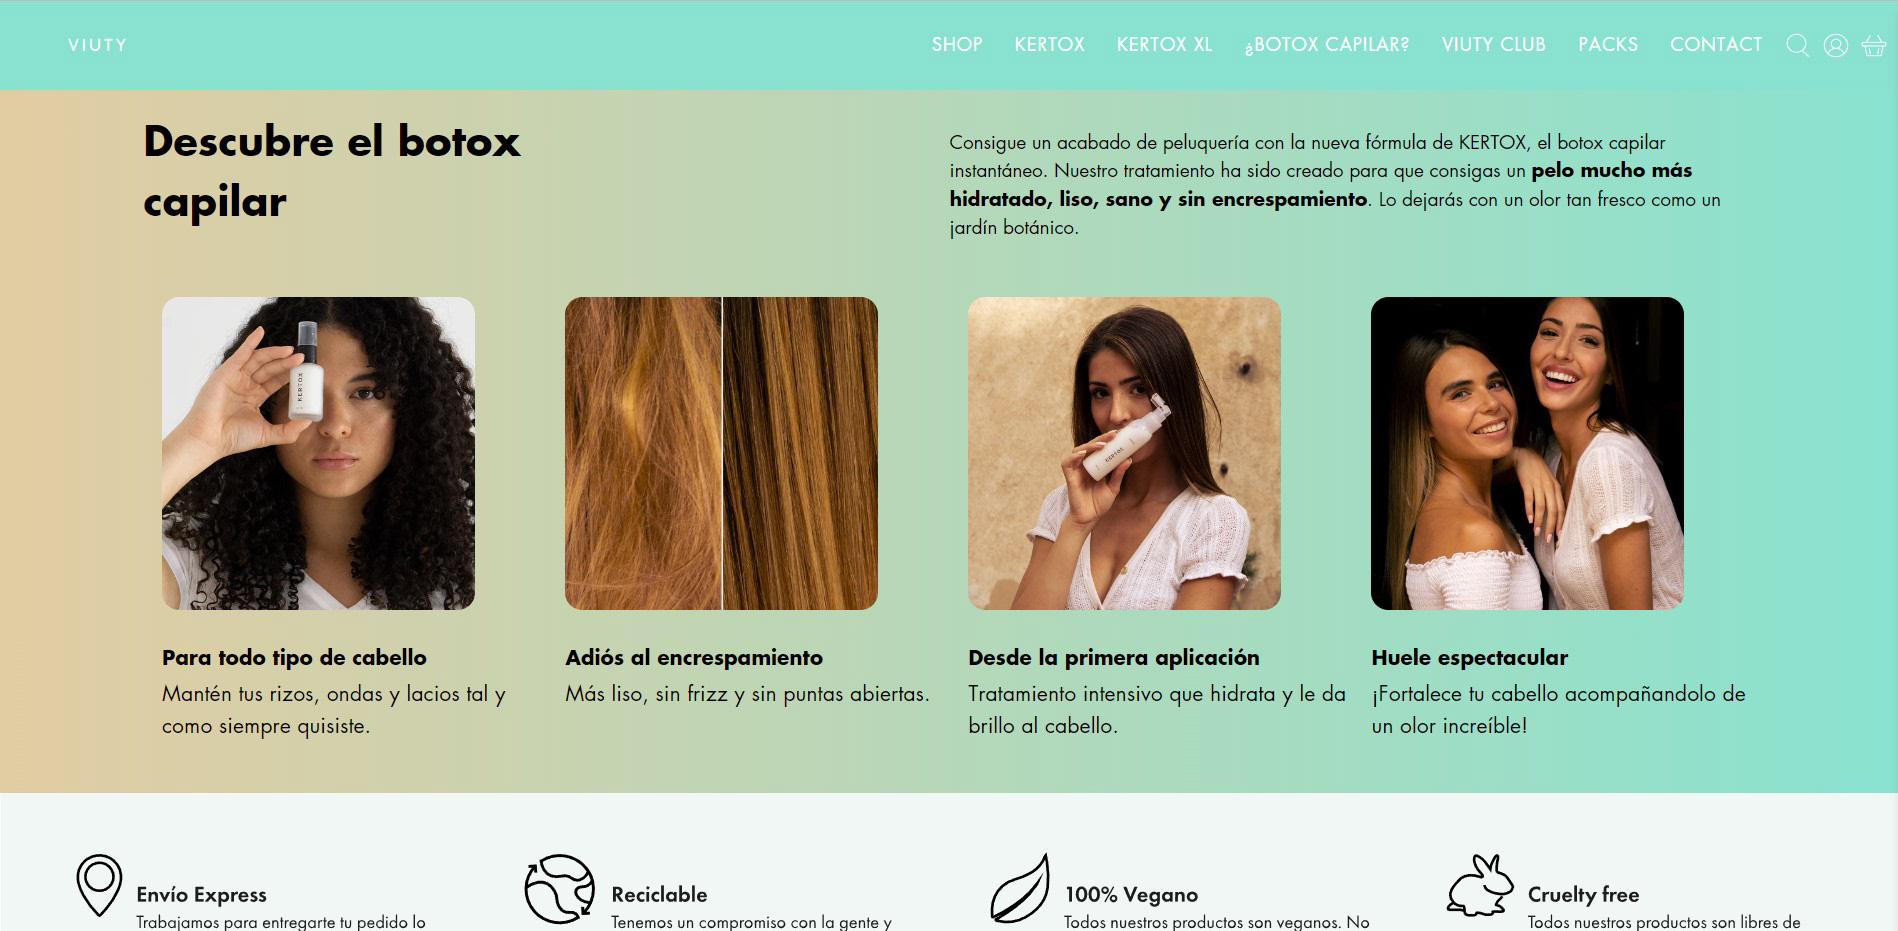 VIUTY
SHOP KERTOX KERTOX XL ¿BOTOX CAPILAR? VIUTY CLUB PACKS CONTACT
Descubre el botox
capilar
Consigue un acabado de peluquería con la nueva fórmula de KERTOX, el botox capilar
instantáneo. Nuestro tratamiento ha sido creado para que consigas un pelo mucho más
hidratado, liso, sano y sin encrespamiento. Lo dejarás con un olor tan fresco como un
jardín botánico.
KERTOX
KERTOX
Para todo tipo de cabello
Mantén tus rizos, ondas y lacios tal y
como siempre quisiste.
Adiós al encrespamiento
Más liso, sin frizz y sin puntas abiertas.
Desde la primera aplicación
Tratamiento intensivo que hidrata y le da
brillo al cabello.
Huele espectacular
¡Fortalece tu cabello acompañandolo de
un olor increíble!
Envío Express
Trabajamos para entregarte tu pedido lo
Reciclable
Tenemos un compromiso con la gente y
100% Vegano
Todos nuestros productos son veganos. No
Cruelty free
Todos nuestros productos son libres de